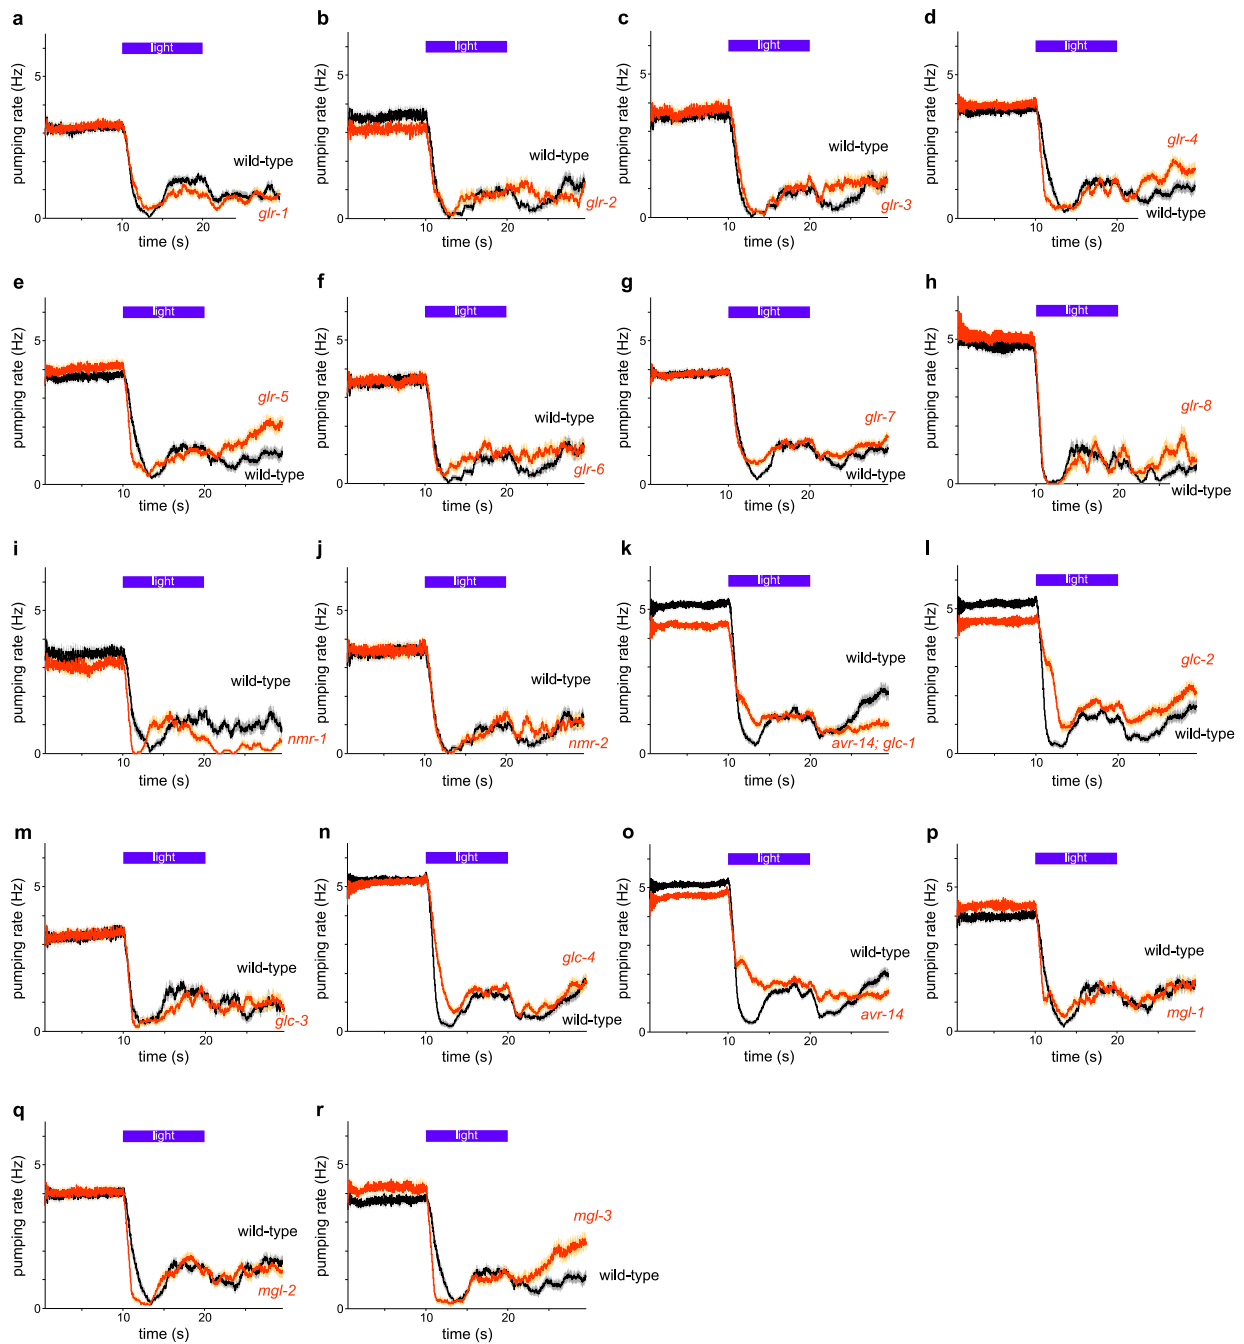 a
light
pumping rate (Hz)
5
wild-type
glr-1
0
10
20
time (s)
b
light
pumping rate (Hz)
5
wild-type
glr-2
0
10
20
time (s)
c
light
pumping rate (Hz)
5
wild-type
glr-3
0
10
20
time (s)
d
light
pumping rate (Hz)
5
glr-4
wild-type
0
10
20
time (s)
e
light
pumping rate (Hz)
5
glr-5
wild-type
0
10
20
time (s)
f
light
pumping rate (Hz)
5
wild-type
glr-6
0
10
20
time (s)
g
light
pumping rate (Hz)
5
glr-7
wild-type
0
10
20
time (s)
h
light
pumping rate (Hz)
5
glr-8
wild-type
0
10
20
time (s)
i
light
pumping rate (Hz)
5
wild-type
nmr-1
0
10
20
time (s)
j
light
pumping rate (Hz)
5
wild-type
nmr-2
0
10
20
time (s)
k
light
pumping rate (Hz)
5
wild-type
avr-14; glc-1
0
10
20
time (s)
l
light
pumping rate (Hz)
5
glc-2
wild-type
0
10
20
time (s)
m
light
pumping rate (Hz)
5
wild-type
glc-3
0
10
20
time (s)
n
light
pumping rate (Hz)
5
glc-4
wild-type
0
10
20
time (s)
o
light
pumping rate (Hz)
5
wild-type
avr-14
0
10
20
time (s)
p
light
pumping rate (Hz)
5
wild-type
mgl-1
0
10
20
time (s)
q
light
pumping rate (Hz)
5
wild-type
mgl-2
0
10
20
time (s)
r
light
pumping rate (Hz)
5
mgl-3
wild-type
0
10
20
time (s)